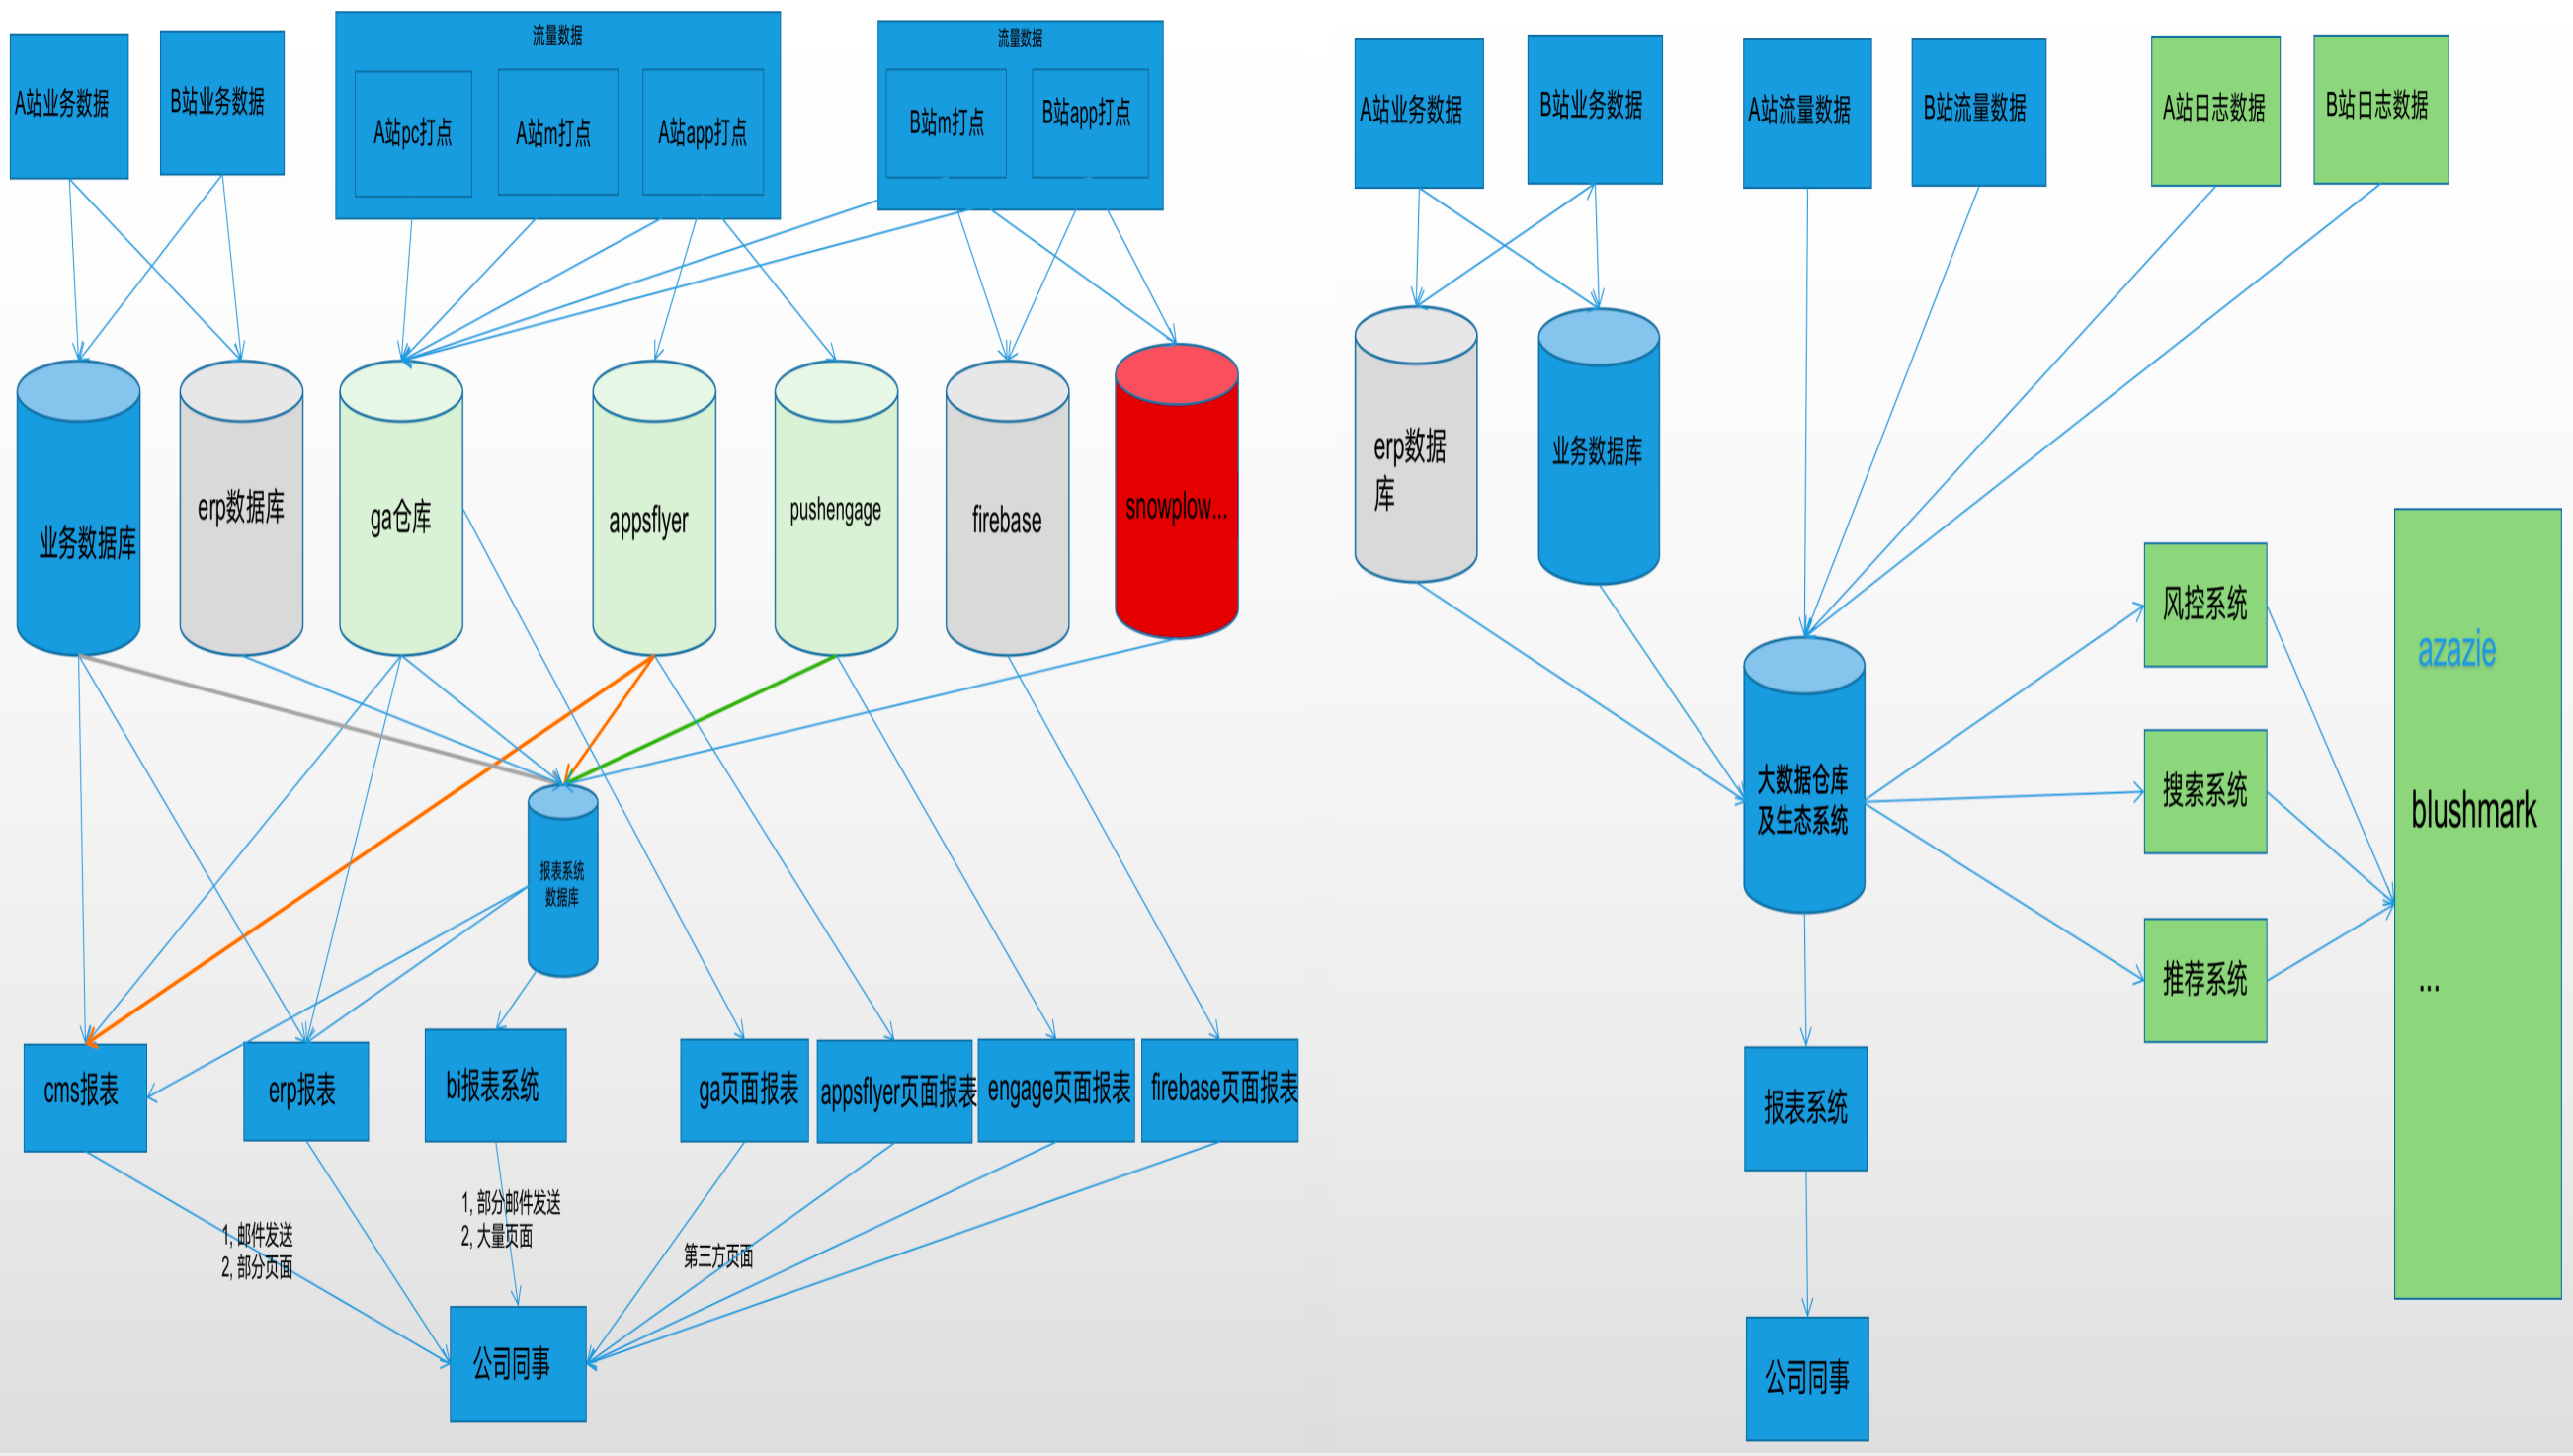 流量数据
流量数据
A站业务数据
B站业务数据
A站pc打点
A站m打点
A站app打点
B站m打点
B站app打点
业务数据库
erp数据库
ga仓库
appsflyer
pushengage
firebase
snowplow...
报表系统
数据库
cms报表
erp报表
bi报表系统
ga页面报表
appsflyer页面报表
engage页面报表
firebase页面报表
1, 邮件发送
2, 部分页面
1, 部分邮件发送
2, 大量页面
第三方页面
公司同事
A站业务数据
B站业务数据
A站流量数据
B站流量数据
A站日志数据
B站日志数据
erp数据
库
业务数据库
大数据仓库
及生态系统
风控系统
搜索系统
推荐系统
azazie
blushmark
...
报表系统
公司同事